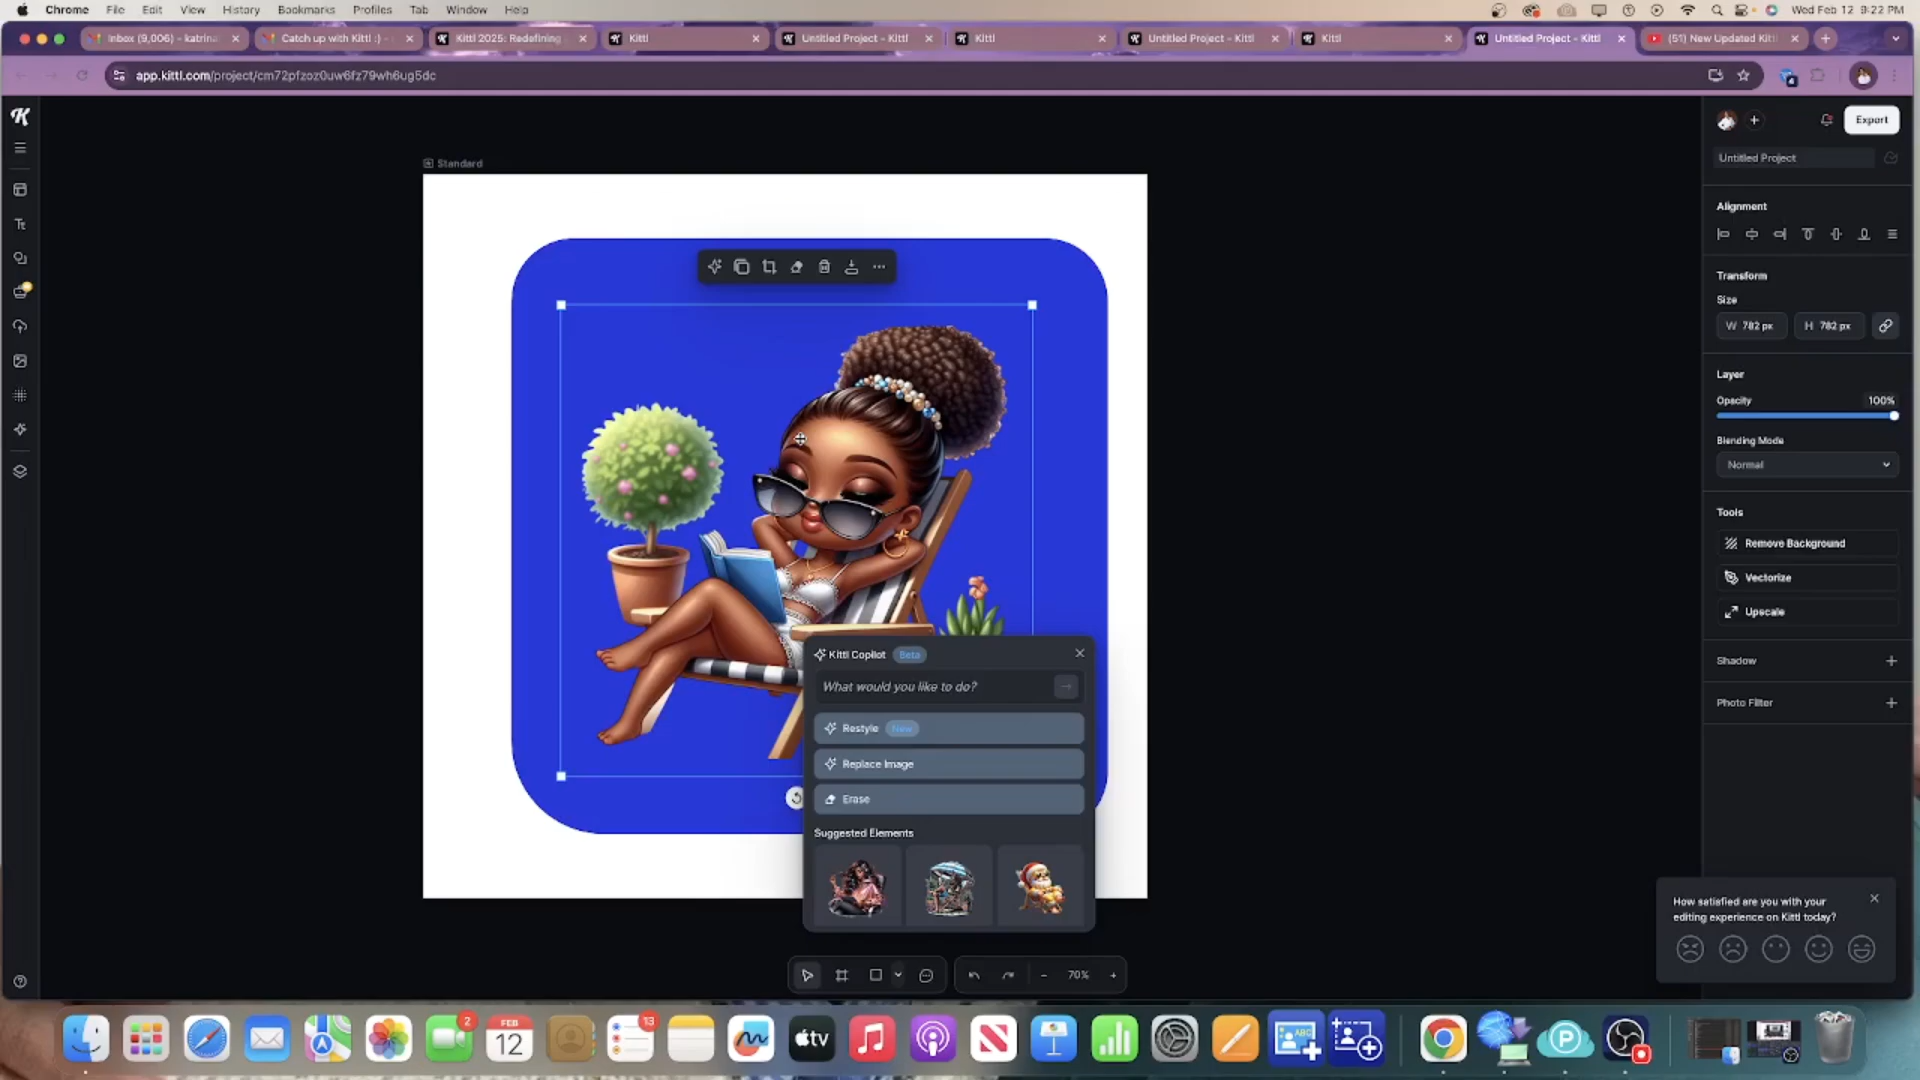 Chrome File Edit View History Bookmarks Profiles Tab Window Help
Wed Feb 12 9:22 PM
Inbox (9,006) - katrina
Catch up with Kittl :) -
Kittl 2025: Redefining
Kittl
Untitled Project - Kittl
Kittl
Untitled Project - Kittl
Kittl
Untitled Project - Kittl
(51) New Updated Kittl
app.kittl.com/project/cm72pfzoz0uw6fz79wh6ug5dc
Export
Untitled Project
Standard
Alignment
Transform
Size
W 782 px
H 782 px
Layer
Opacity 100%
Blending Mode
Normal
Tools
Remove Background
Vectorize
Upscale
Shadow
Photo Filter
Kittl Copilot Beta
What would you like to do?
Restyle New
Replace Image
Erase
Suggested Elements
How satisfied are you with your
editing experience on Kittl today?
70%
2
FEB
12
13
tv
ABC
P